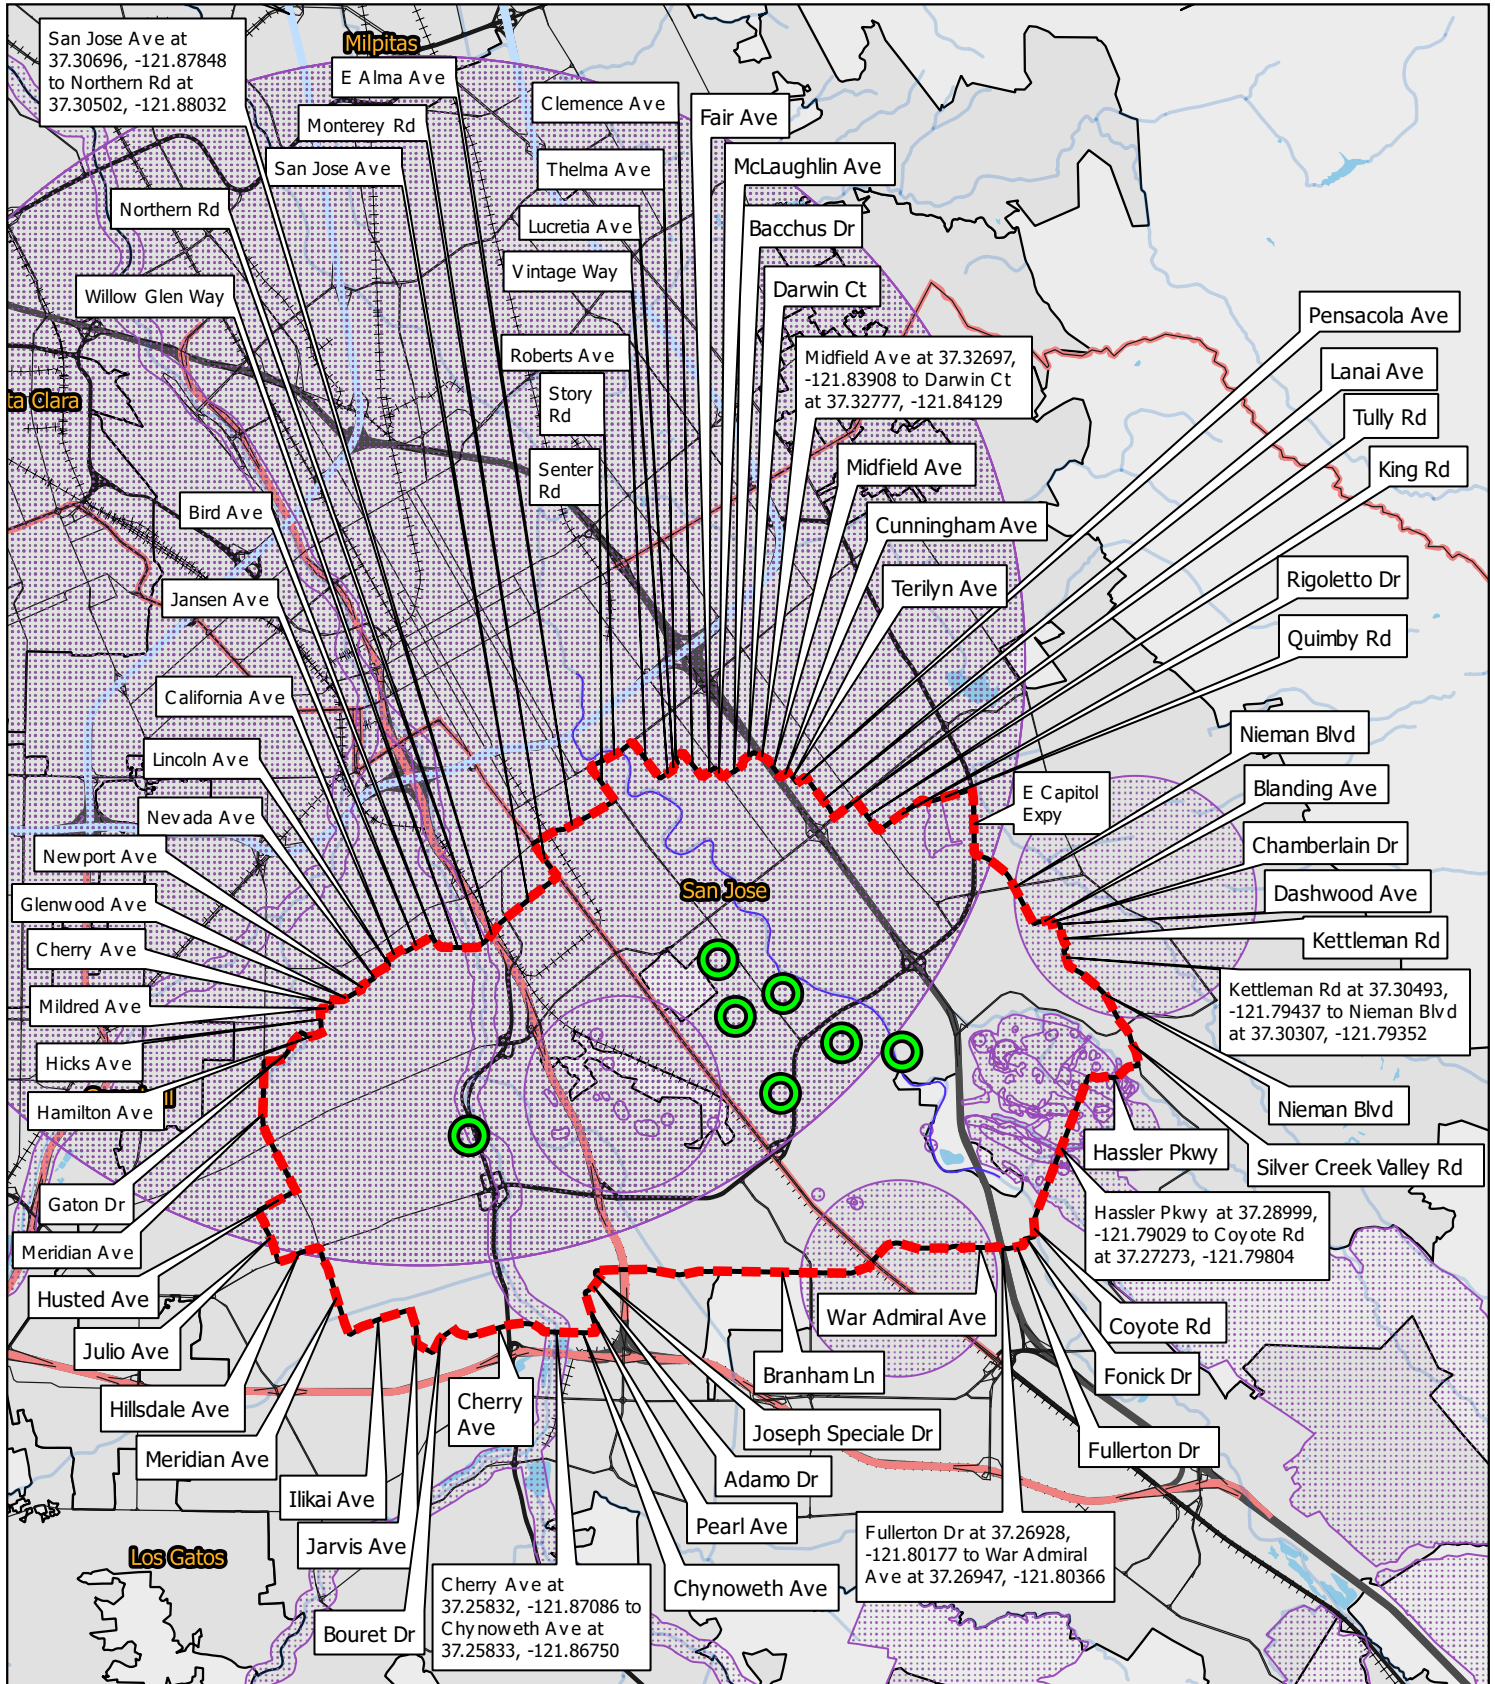 San Jose Ave at
37.30696, -121.87848
to Northern Rd at
37.30502, -121.88032
Milpitas
E Alma Ave
Monterey Rd
San Jose Ave
Northern Rd
Willow Glen Way
Clemence Ave
Fair Ave
Thelma Ave
McLaughlin Ave
Lucretia Ave
Bacchus Dr
Vintage Way
Darwin Ct
Roberts Ave
Midfield Ave at 37.32697,
-121.83908 to Darwin Ct
at 37.32777, -121.84129
Story
Rd
Senter
Rd
Midfield Ave
Cunningham Ave
Terilyn Ave
Pensacola Ave
Lanai Ave
Tully Rd
King Rd
Rigoletto Dr
Quimby Rd
ta Clara
Bird Ave
Jansen Ave
California Ave
Lincoln Ave
Nevada Ave
Newport Ave
Glenwood Ave
Cherry Ave
Mildred Ave
Hicks Ave
Hamilton Ave
Gaton Dr
Meridian Ave
Husted Ave
Julio Ave
Hillsdale Ave
Meridian Ave
Ilikai Ave
Jarvis Ave
Bouret Dr
San Jose
Nieman Blvd
E Capitol
Expy
Blanding Ave
Chamberlain Dr
Dashwood Ave
Kettleman Rd
Kettleman Rd at 37.30493,
-121.79437 to Nieman Blvd
at 37.30307, -121.79352
Nieman Blvd
Hassler Pkwy
Silver Creek Valley Rd
Hassler Pkwy at 37.28999,
-121.79029 to Coyote Rd
at 37.27273, -121.79804
War Admiral Ave
Coyote Rd
Branham Ln
Fonick Dr
Cherry
Ave
Joseph Speciale Dr
Fullerton Dr
Adamo Dr
Pearl Ave
Fullerton Dr at 37.26928,
-121.80177 to War Admiral
Ave at 37.26947, -121.80366
Los Gatos
Cherry Ave at
37.25832, -121.87086 to
Chynoweth Ave at
37.25833, -121.86750
Chynoweth Ave